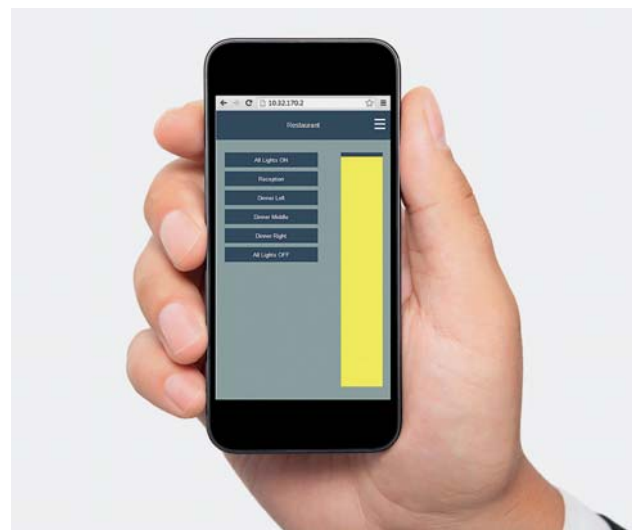 10.32.170.2
Restaurant
All Lights ON
Reception
Dinner Left
Dinner Middle
Dinner Right
All Lights OFF